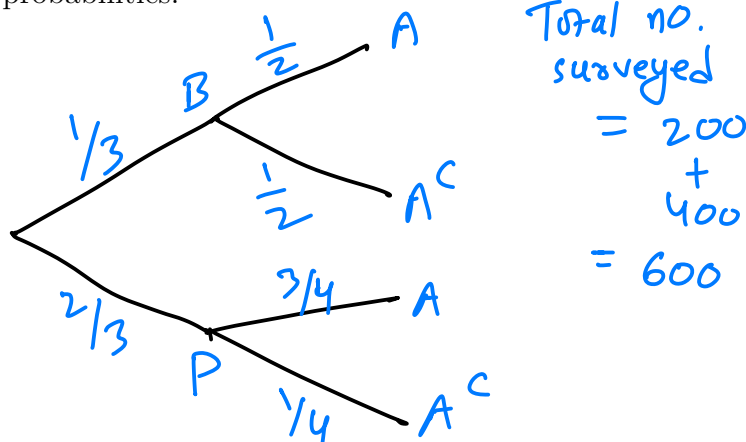 probabilities.
Total no.
surveyed
= 200
+
400
= 600
1/2
A
B
1/3
1/2
A^C
2/3
3/4
A
P
1/4
A^C